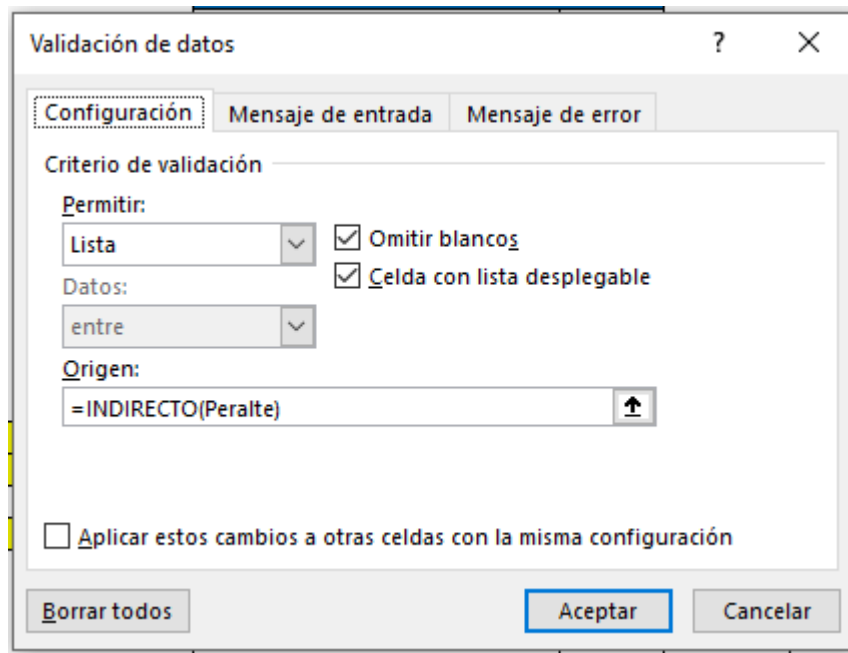 Validación de datos
?
Configuración
Mensaje de entrada
Mensaje de error
Criterio de validación
Permitir:
Lista
Omitir blancos
Celda con lista desplegable
Datos:
entre
Origen:
=INDIRECTO(Peralte)
Aplicar estos cambios a otras celdas con la misma configuración
Borrar todos
Aceptar
Cancelar